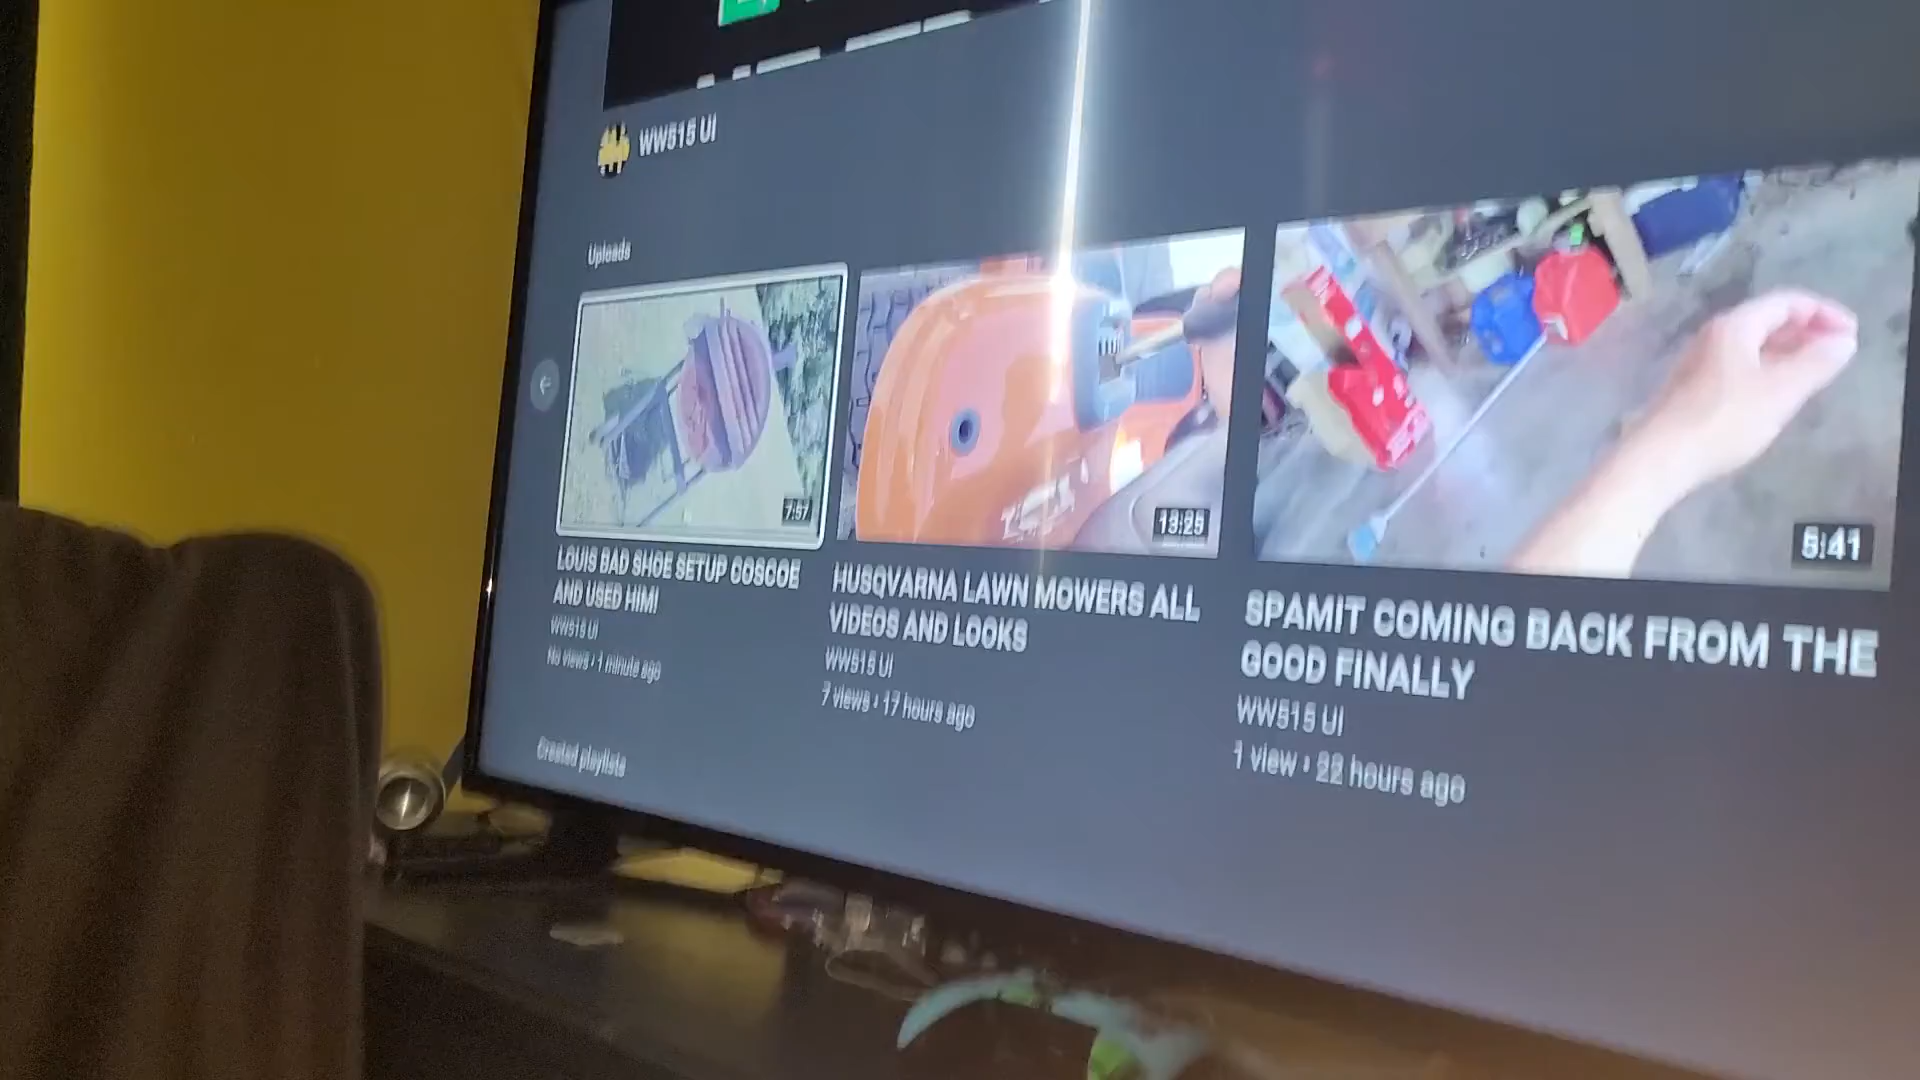 WW515 UI
Uploads
7:57
13:25
5:41
LOUIS BAD SHOE SETUP COSCOE
AND USED HIM!
WW515 UI
No views • 1 minute ago
HUSQVARNA LAWN MOWERS ALL
VIDEOS AND LOOKS
WW515 UI
7 views • 17 hours ago
SPAMIT COMING BACK FROM THE
GOOD FINALLY
WW515 UI
1 view • 22 hours ago
Created playlists